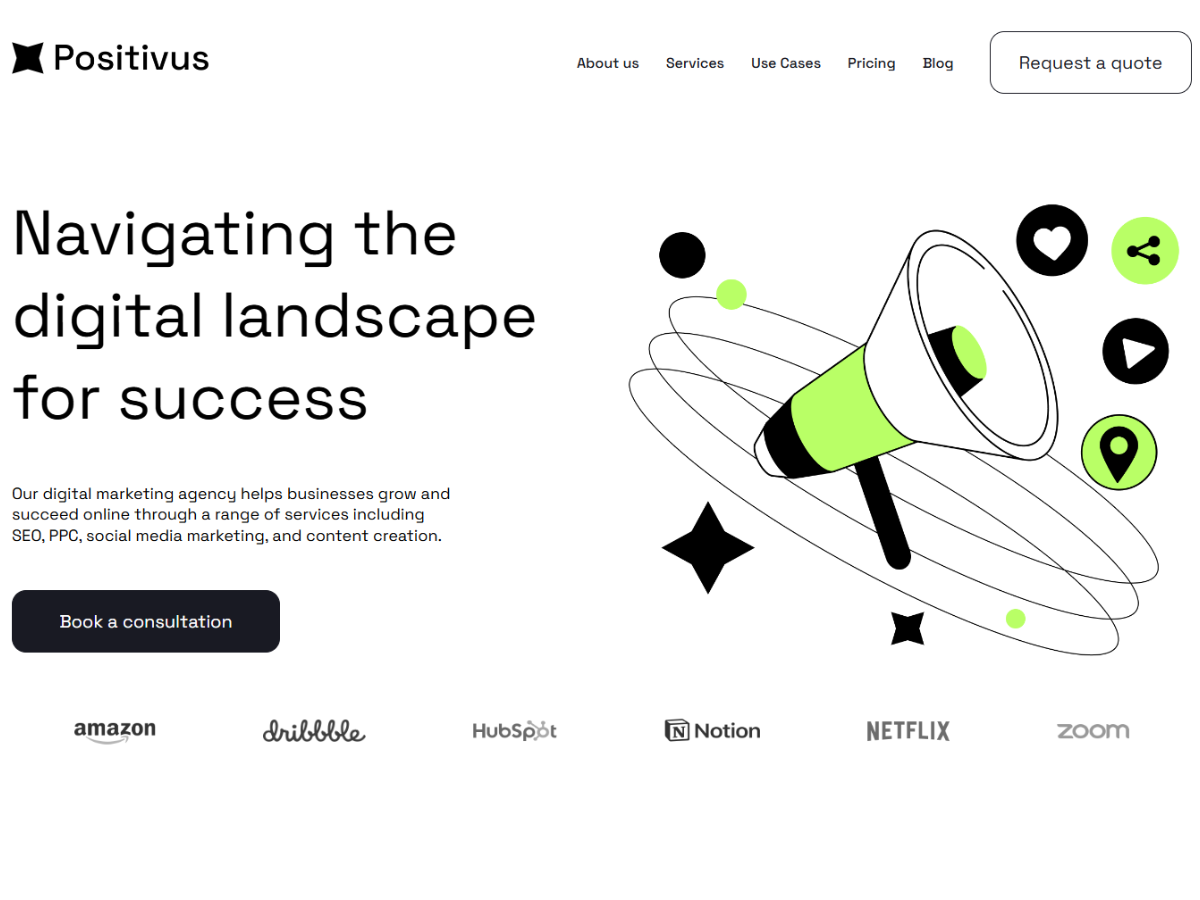 Positivus
About us Services Use Cases Pricing Blog Request a quote
Navigating the
digital landscape
for success
Our digital marketing agency helps businesses grow and
succeed online through a range of services including
SEO, PPC, social media marketing, and content creation.
Book a consultation
amazon dribbble HubSpot Notion NETFLIX zoom